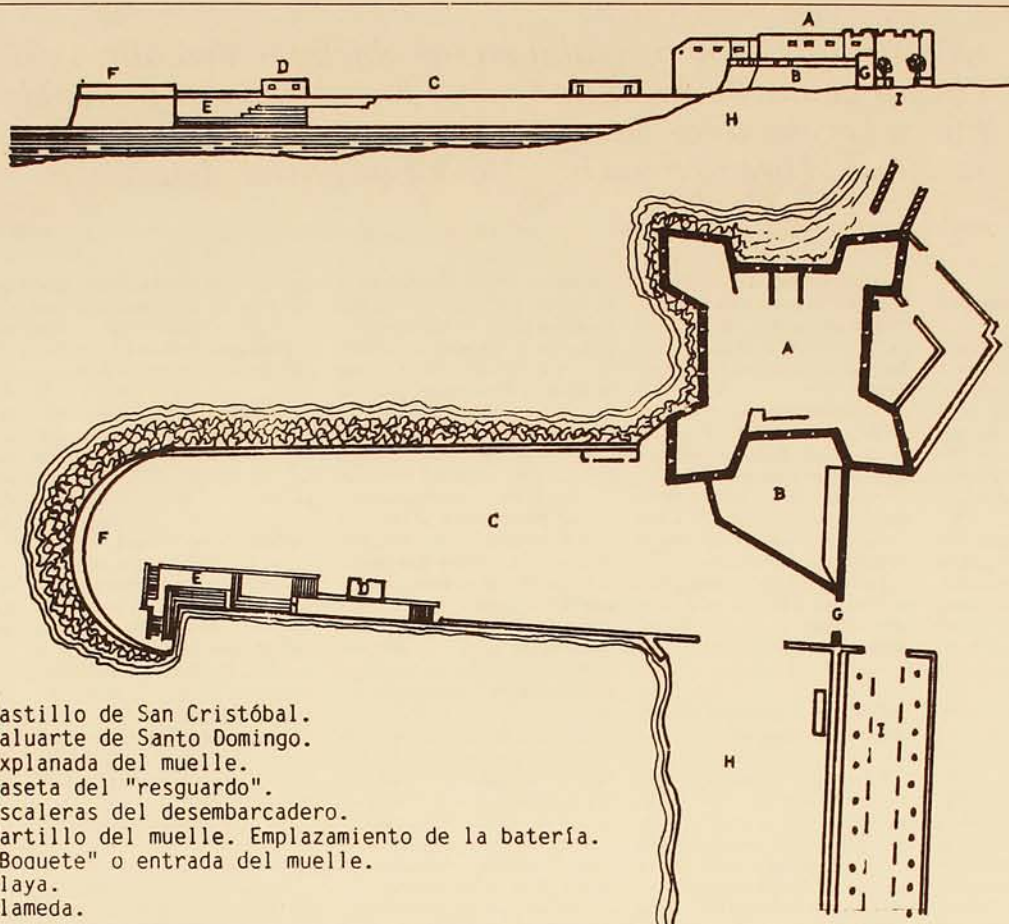 A
F D C
B G
E
I
H
A
B
C
F
E
D
G
I
H
astillo de San Cristóbal.
aluarte de Santo Domingo.
xplanada del muelle.
aseta del "resguardo".
scaleras del desembarcadero.
artillo del muelle. Emplazamiento de la batería.
Boquete" o entrada del muelle.
laya.
lameda.